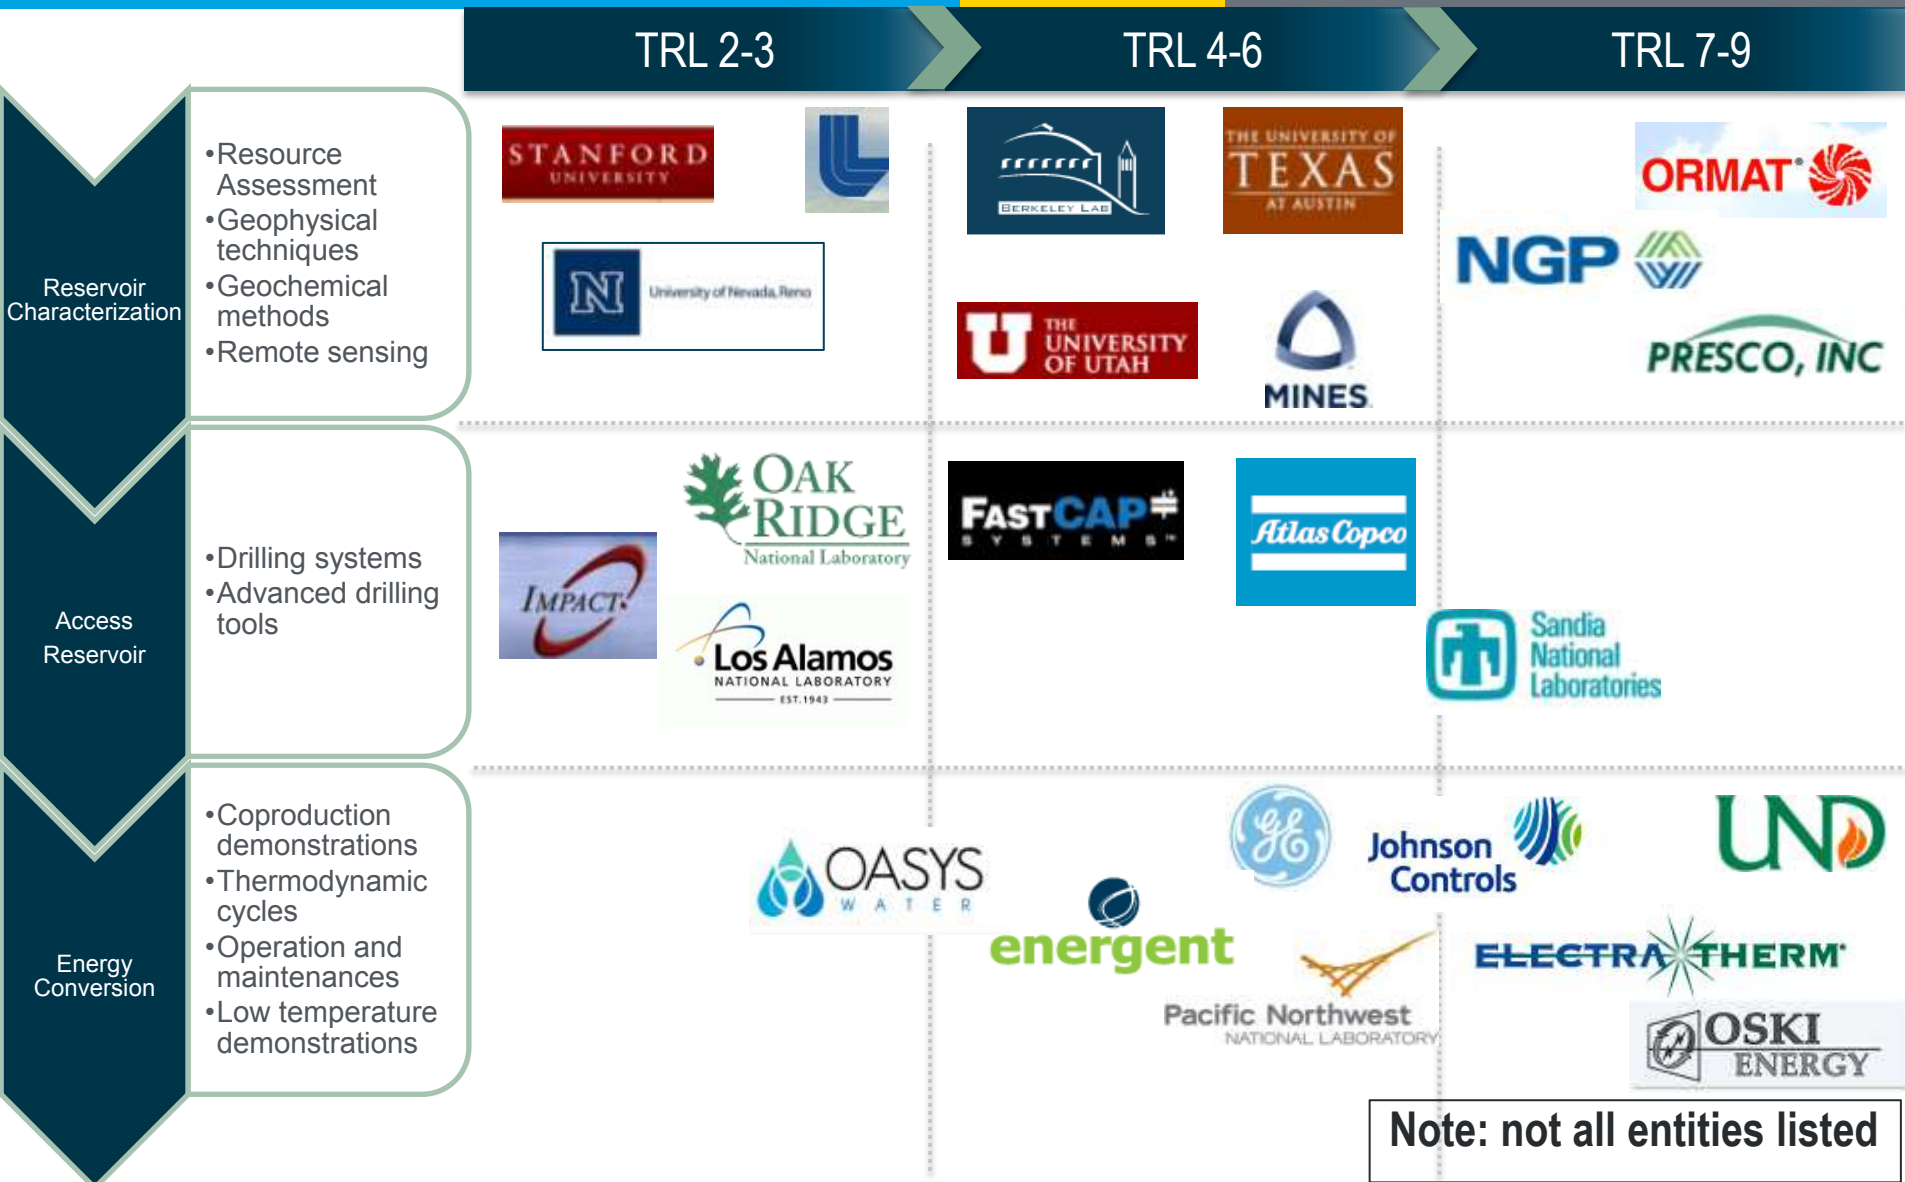 TRL 2-3
TRL 4-6
TRL 7-9
Reservoir
Characterization
•Resource
Assessment
•Geophysical
techniques
•Geochemical
methods
•Remote sensing
STANFORD
UNIVERSITY
N
University of Nevada, Reno
BERKELEY LAB
THE UNIVERSITY OF
TEXAS
AT AUSTIN
U
THE
UNIVERSITY
OF UTAH
MINES
ORMAT®
NGP
PRESCO, INC
Access
Reservoir
•Drilling systems
•Advanced drilling
tools
IMPACT
OAK
RIDGE
National Laboratory
Los Alamos
NATIONAL LABORATORY
EST. 1943
FASTCAP
SYSTEMS™
Atlas Copco
Sandia
National
Laboratories
Energy
Conversion
•Coproduction
demonstrations
•Thermodynamic
cycles
•Operation and
maintenances
•Low temperature
demonstrations
OASYS
WATER
energent
GE
Johnson
Controls
Pacific Northwest
NATIONAL LABORATORY
UND
ELECTRATHERM®
OSKI
ENERGY
Note: not all entities listed